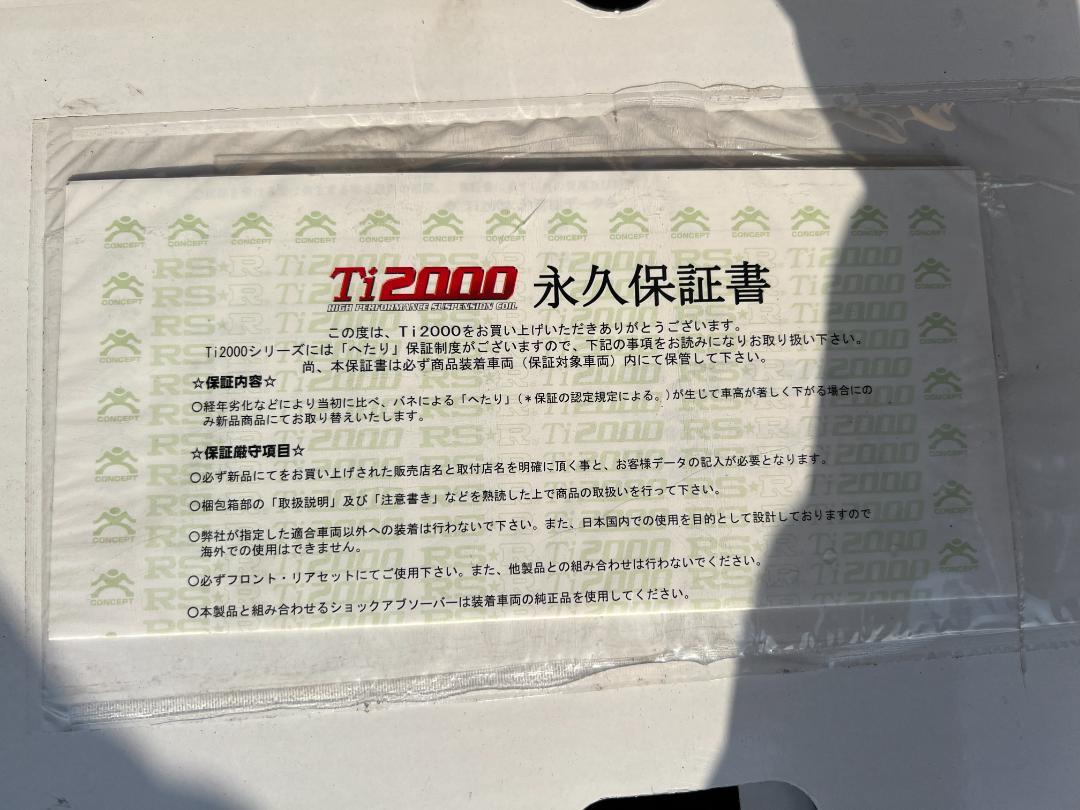 CONCEPT CONCEPT CONCEPT CONCEPT CONCEPT CONCEPT CONCEPT CONCEPT CONCEPT CONCEPT CONCEPT CONCEPT CONCEPT CONCEPT
Ti2000 永久保証書
HIGH PERFORMANCE SUSPENSION COIL
この度は、Ti2000をお買い上げいただきありがとうございます。
Ti2000シリーズには「へたり」保証制度がございますので、下記の事項をお読みになりお取り扱い下さい。
尚、本保証書は必ず商品装着車両（保証対象車両）内にて保管して下さい。
☆保証内容☆
○経年劣化などにより当初に比べ、バネによる「へたり」（＊保証の認定規定による。）が生じて車高が著しく下がる場合にの
み新品商品にてお取り替えいたします。
☆保証厳守項目☆
○必ず新品にてをお買い上げされた販売店名と取付店名を明確に頂く事と、お客様データの記入が必要となります。
○梱包箱部の「取扱説明」及び「注意書き」などを熟読した上で商品の取扱いを行って下さい。
○弊社が指定した適合車両以外への装着は行わないで下さい。また、日本国内での使用を目的として設計しておりますので
海外での使用はできません。
○必ずフロント・リアセットにてご使用下さい。また、他製品との組み合わせは行わないでください。
○本製品と組み合わせるショックアブソーバーは装着車両の純正品を使用してください。